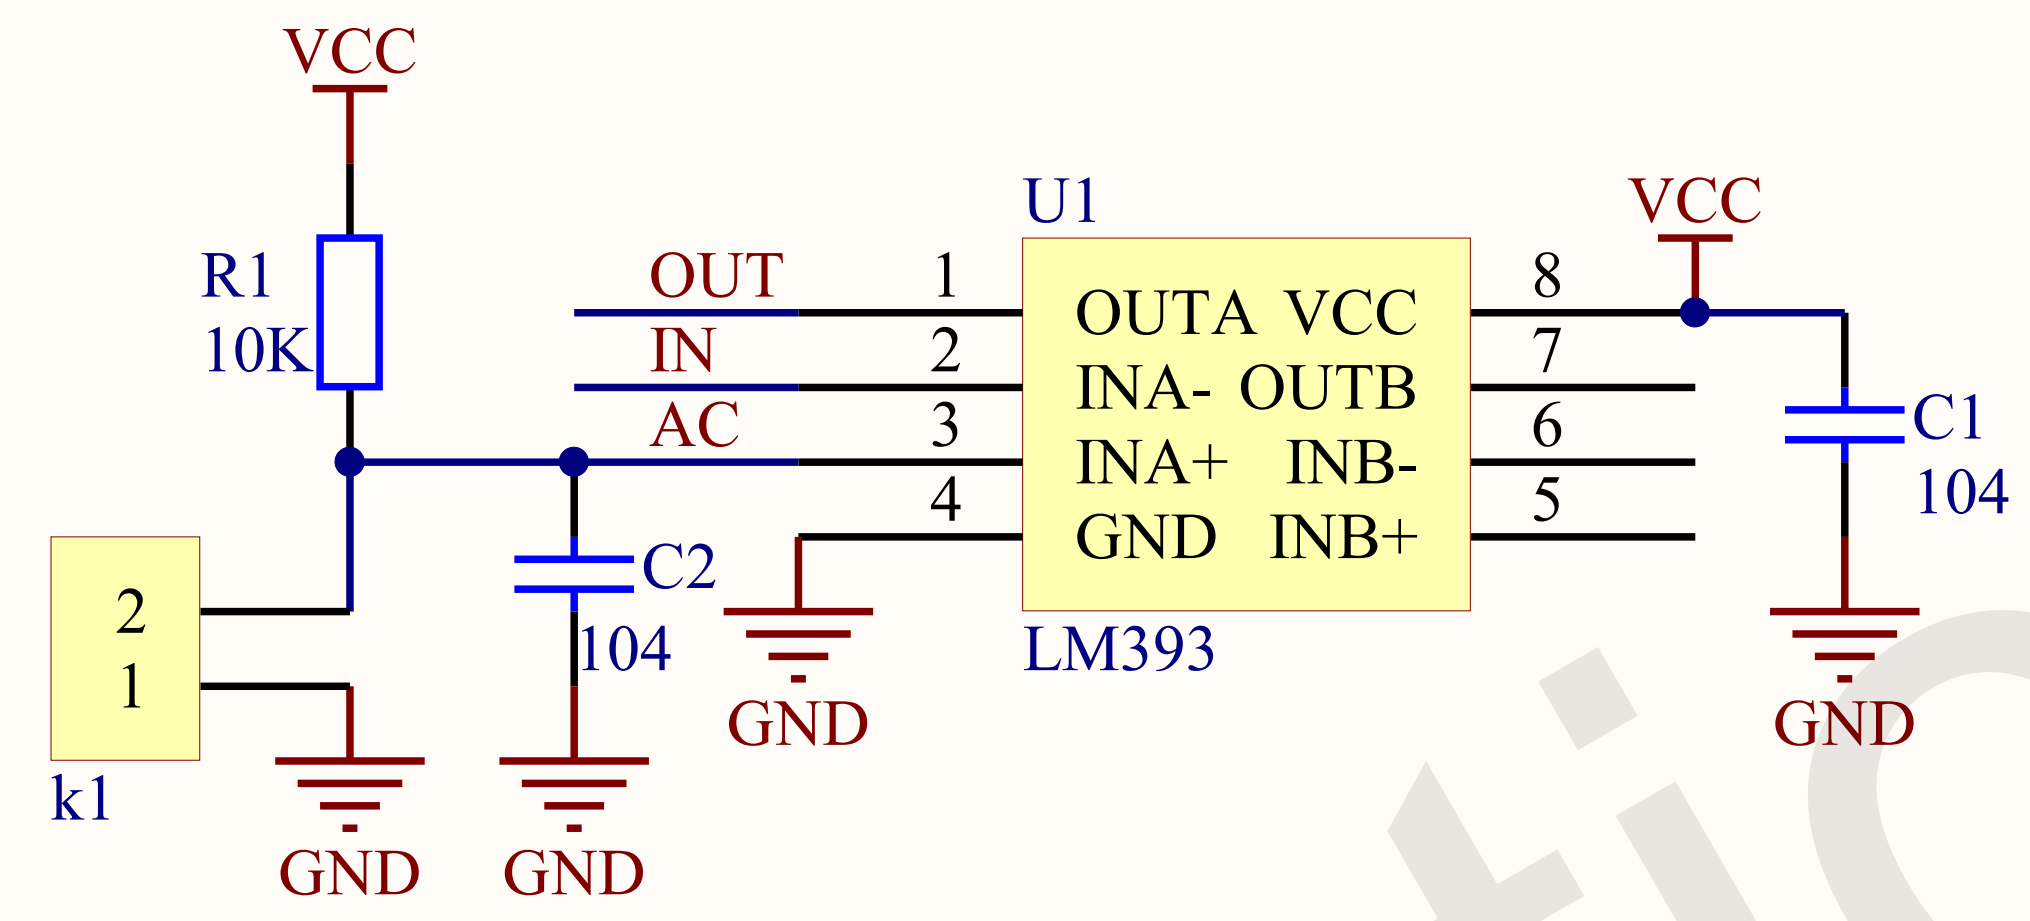 VCC
R1
10K
OUT
IN
AC
1
2
3
4
U1
OUTA VCC
INA- OUTB
INA+ INB-
GND INB+
LM393
8
7
6
5
VCC
C1
104
GND
2
1
k1
GND
C2
104
GND
GND